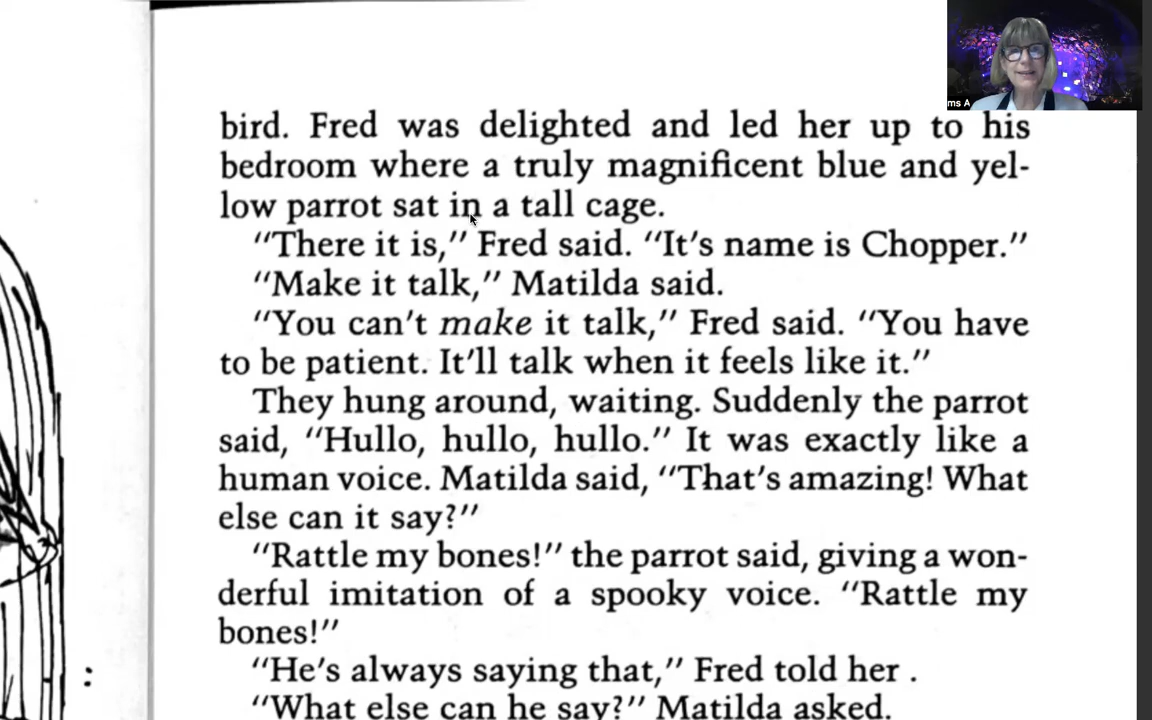 ms A
bird. Fred was delighted and led her up to his
bedroom where a truly magnificent blue and yel-
low parrot sat in a tall cage.
“There it is,” Fred said. “It's name is Chopper.”
“Make it talk,” Matilda said.
“You can't make it talk,” Fred said. “You have
to be patient. It'll talk when it feels like it.”
They hung around, waiting. Suddenly the parrot
said, “Hullo, hullo, hullo.” It was exactly like a
human voice. Matilda said, “That's amazing! What
else can it say?”
“Rattle my bones!” the parrot said, giving a won-
derful imitation of a spooky voice. “Rattle my
bones!”
“He's always saying that,” Fred told her .
“What else can he say?” Matilda asked.
: